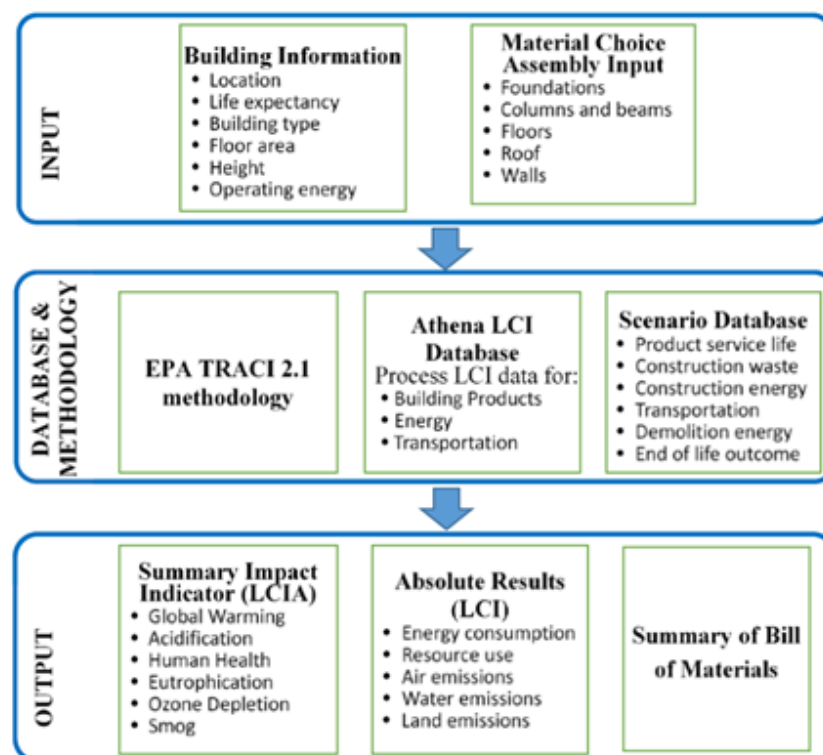 INPUT
Building Information
• Location
• Life expectancy
• Building type
• Floor area
• Height
• Operating energy
Material Choice
Assembly Input
• Foundations
• Columns and beams
• Floors
• Roof
• Walls
DATABASE &
METHODOLOGY
EPA TRACI 2.1
methodology
Athena LCI
Database
Process LCI data for:
• Building Products
• Energy
• Transportation
Scenario Database
• Product service life
• Construction waste
• Construction energy
• Transportation
• Demolition energy
• End of life outcome
OUTPUT
Summary Impact
Indicator (LCIA)
• Global Warming
• Acidification
• Human Health
• Eutrophication
• Ozone Depletion
• Smog
Absolute Results
(LCI)
• Energy consumption
• Resource use
• Air emissions
• Water emissions
• Land emissions
Summary of Bill
of Materials